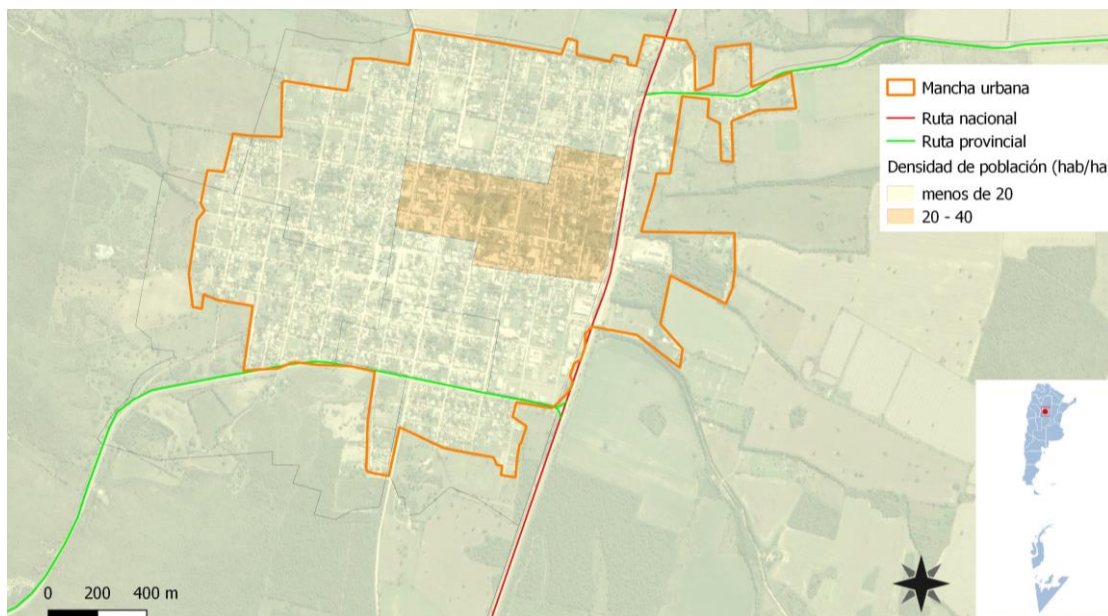 Mancha urbana
Ruta nacional
Ruta provincial
Densidad de población (hab/ha
menos de 20
20 - 40
0 200 400 m